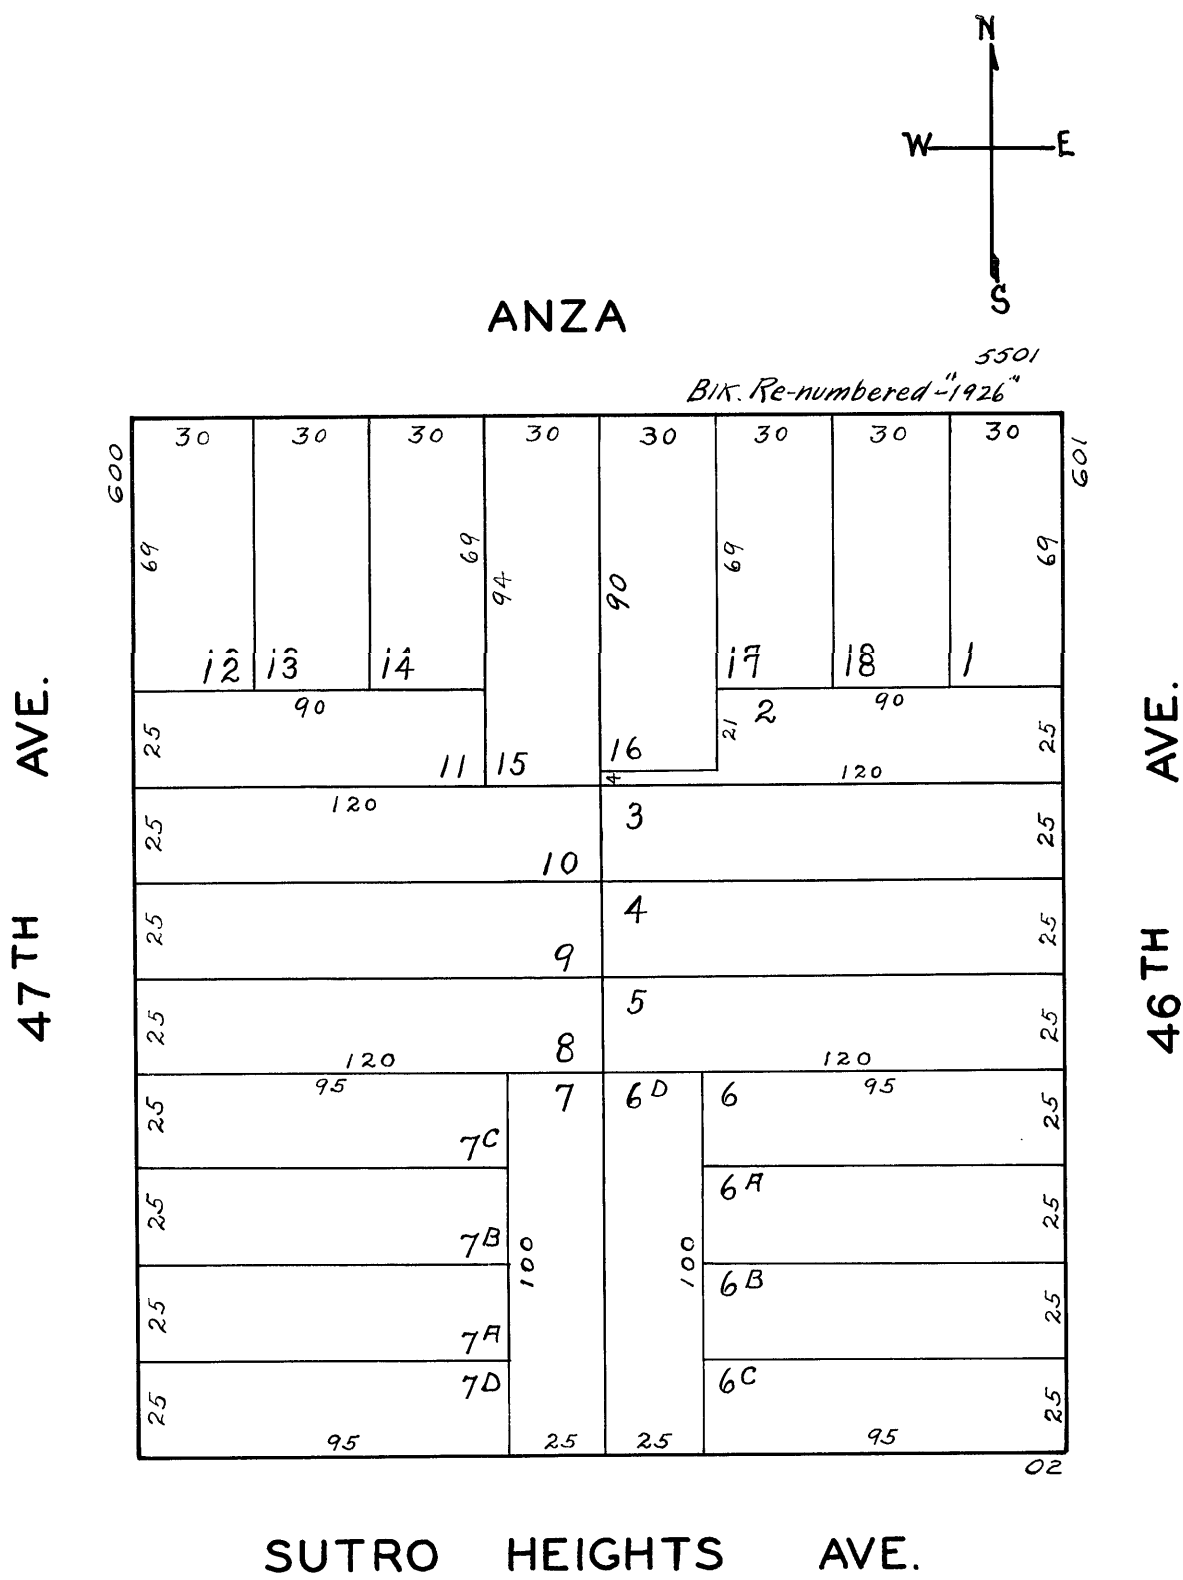 N
W E
S
ANZA
5501
Blk. Re-numbered - "1926"
30 30 30 30 30 30 30 30
600 601
69 69 94 90 69 69
12 13 14 17 18 1
90 90
25 21 2 25
11 15 16
4 120
120
25 3 25
10
25 4 25
9
25 5 25
8
120 120
95 7 6D 6 95
25 25
7C
25 6A 25
7B
100 100
25 6B 25
7A
25 7D 6C 25
95 25 25 95
02
47TH AVE.
46TH AVE.
SUTRO HEIGHTS AVE.